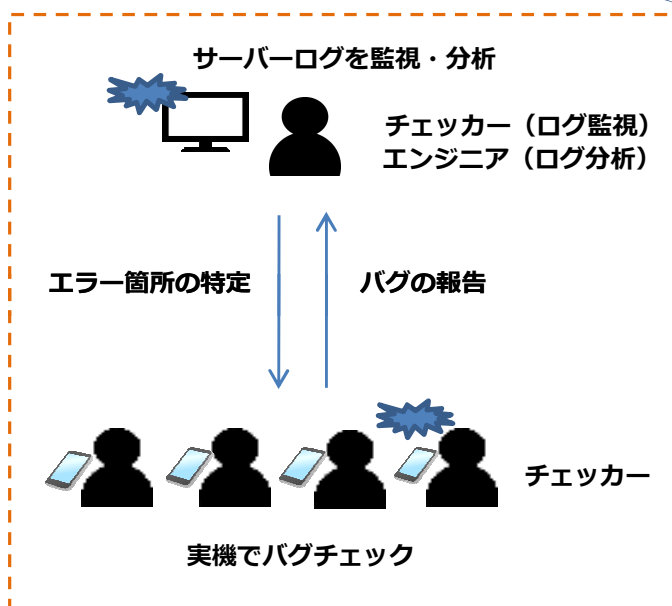 サーバーログを監視・分析
チェッカー（ログ監視）
エンジニア（ログ分析）
エラー箇所の特定
バグの報告
チェッカー
実機でバグチェック